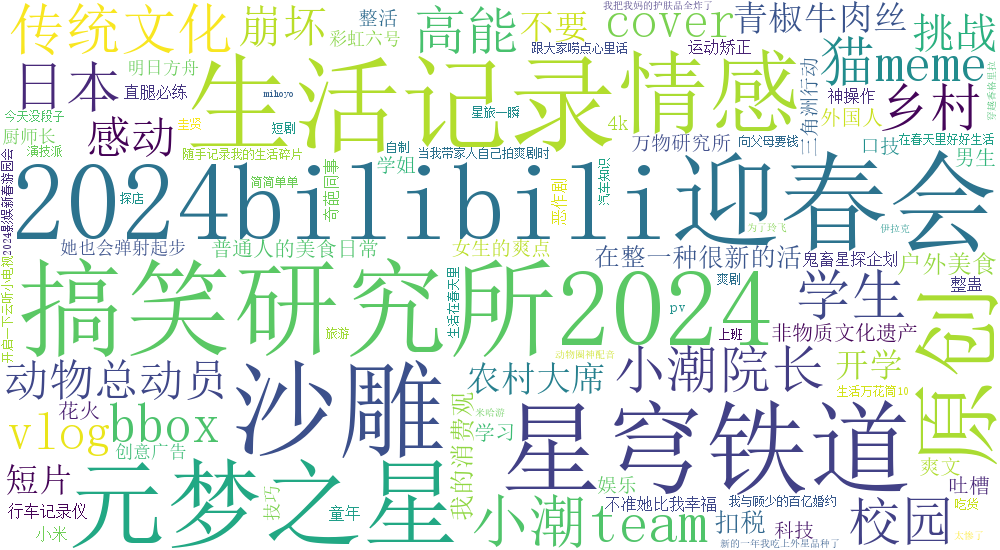 我把我妈的护肤品全炸了
传统文化
崩坏
整活
彩虹六号
高能
不要
cover
青椒牛肉丝
挑战
跟大家唠点心里话
运动矫正
猫meme
日本
明日方舟
直腿必练
生活记录
情感
三角洲行动
神操作
乡村
穿越香格里拉
mihoyo
星旅一瞬
4k
外国人
今天没段子
厨师长
演技派
感动
圭贤
短剧
万物研究所
向父母要钱
在春天里好好生活
口技
男生
随手记录我的生活碎片
自制
学姐
当我带家人自己拍爽剧时
2024影娱新春游园会
2024bilibili迎春会
简简单单
探店
奇葩同事
恶作剧
汽车知识
她也会弹射起步
普通人的美食日常
女生的爽点
为了玲飞
伊拉克
在整一种很新的活
鬼畜星探企划
户外美食
开启一下云听小电视
搞笑研究所2024
生活在春天里
爽剧
整蛊
学生
pv
旅游
上班
非物质文化遗产
原创
动物圈神配音
动物总动员
沙雕
农村大席
小潮院长
开学
生活万花筒10
花火
vlog
bbox
创意广告
我的消费观
米哈游
学习
星穹铁道
爽文
短片
元梦之星
技巧
娱乐
吐槽
行车记录仪
童年
不准她比我幸福
我与顾少的百亿婚约
吃货
小米
小潮team
扣税
科技
校园
新的一年我吃上外星品种了
太惨了